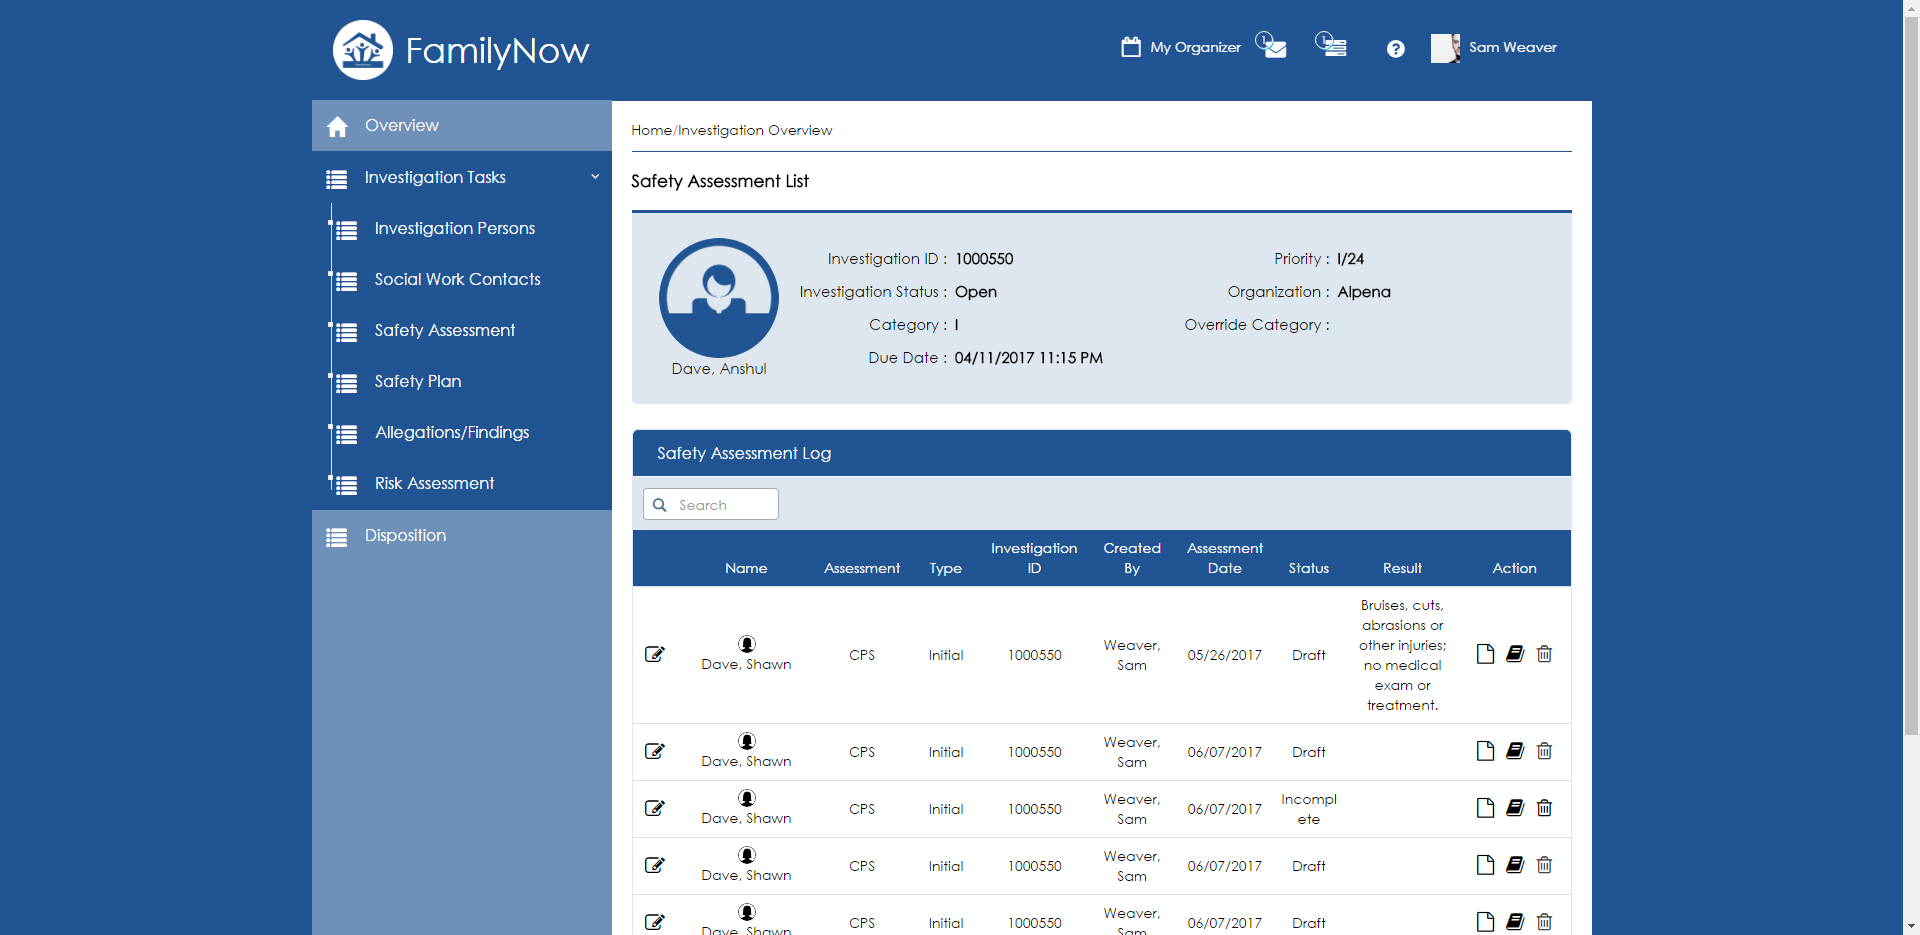 FamilyNow
My Organizer
1
1
Sam Weaver
Overview
Investigation Tasks
Investigation Persons
Social Work Contacts
Safety Assessment
Safety Plan
Allegations/Findings
Risk Assessment
Disposition
Home/Investigation Overview
Safety Assessment List
Dave, Anshul
Investigation ID : 1000550
Priority : I/24
Investigation Status : Open
Organization : Alpena
Category : I
Override Category :
Due Date : 04/11/2017 11:15 PM
Safety Assessment Log
Search
Name Assessment Type Investigation ID Created By Assessment Date Status Result Action
Dave, Shawn CPS Initial 1000550 Weaver, Sam 05/26/2017 Draft Bruises, cuts, abrasions or other injuries; no medical exam or treatment.
Dave, Shawn CPS Initial 1000550 Weaver, Sam 06/07/2017 Draft
Dave, Shawn CPS Initial 1000550 Weaver, Sam 06/07/2017 Incomplete
Dave, Shawn CPS Initial 1000550 Weaver, Sam 06/07/2017 Draft
Dave, Shawn CPS Initial 1000550 Weaver, Sam 06/07/2017 Draft